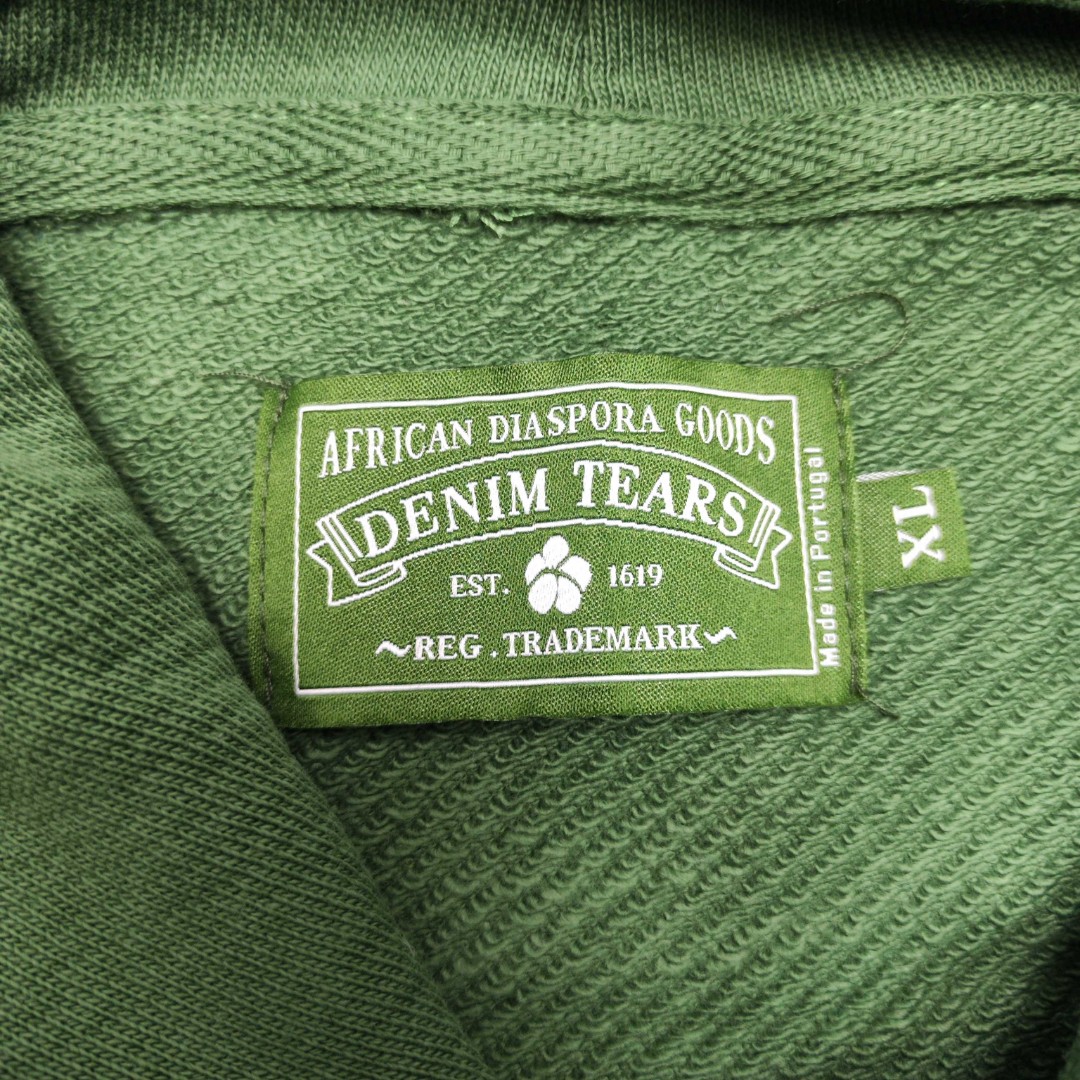 AFRICAN DIASPORA GOODS
DENIM TEARS
EST. 1619
~REG . TRADEMARK~
Made in Portugal
XL